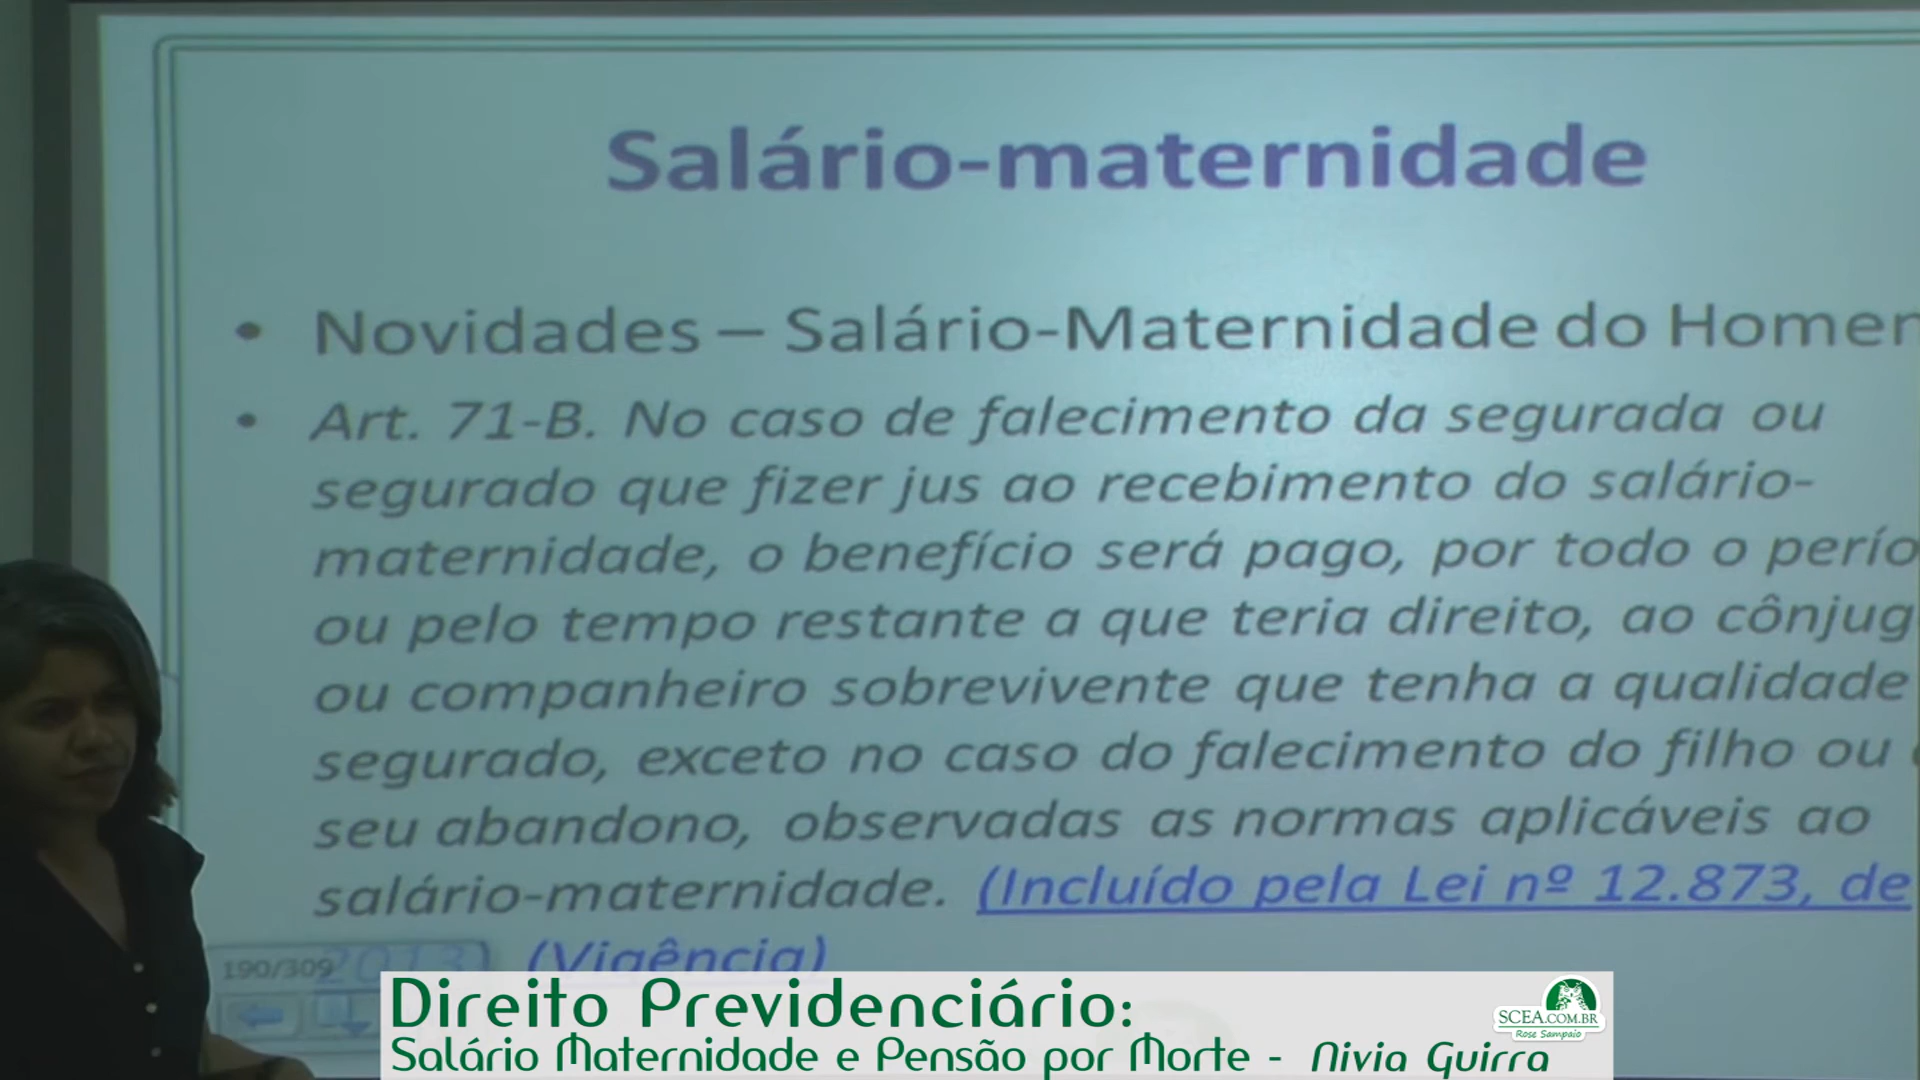 Salário-maternidade
• Novidades – Salário-Maternidade do Homem
• Art. 71-B. No caso de falecimento da segurada ou
segurado que fizer jus ao recebimento do salário-
maternidade, o benefício será pago, por todo o perío
ou pelo tempo restante a que teria direito, ao cônjug
ou companheiro sobrevivente que tenha a qualidade
segurado, exceto no caso do falecimento do filho ou
seu abandono, observadas as normas aplicáveis ao
salário-maternidade. (Incluído pela Lei nº 12.873, de
2013) (Vigência)
190/309
Direito Previdenciário:
Salário Maternidade e Pensão por Morte - Nivia Guirra
SCEA.COM.BR
Rose Sampaio